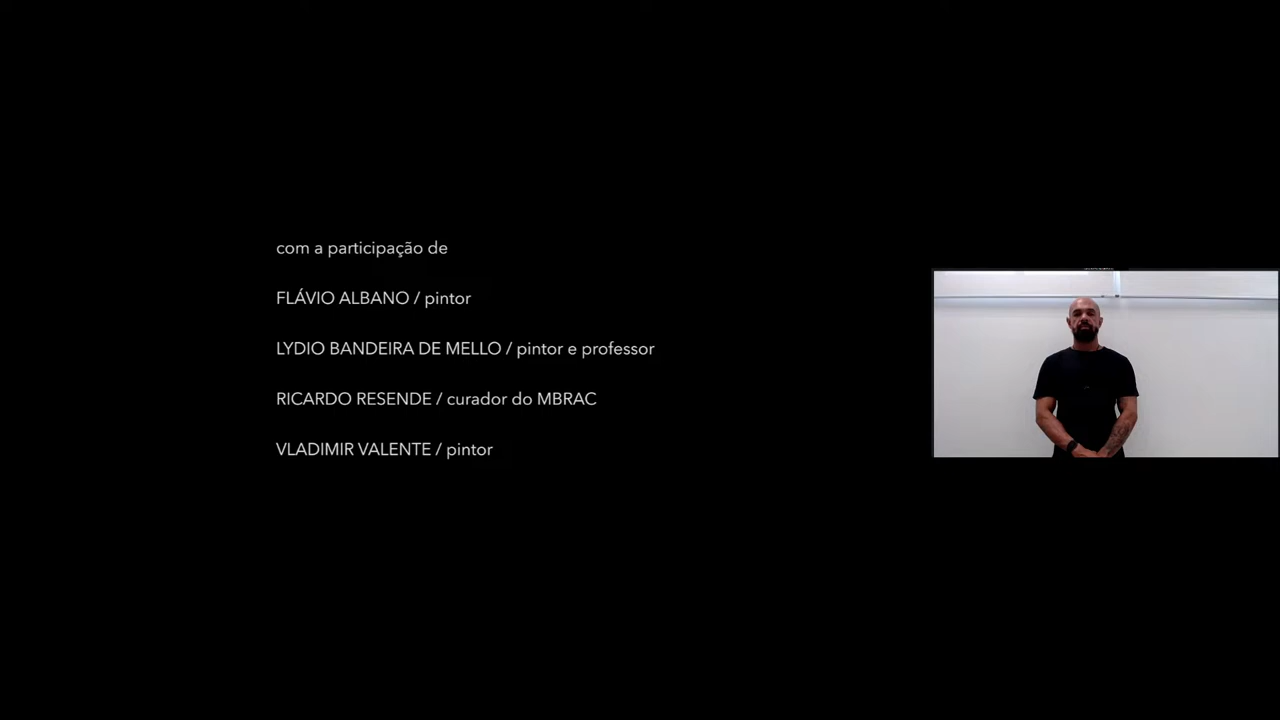 com a participação de
FLÁVIO ALBANO / pintor
LYDIO BANDEIRA DE MELLO / pintor e professor
RICARDO RESENDE / curador do MBRAC
VLADIMIR VALENTE / pintor